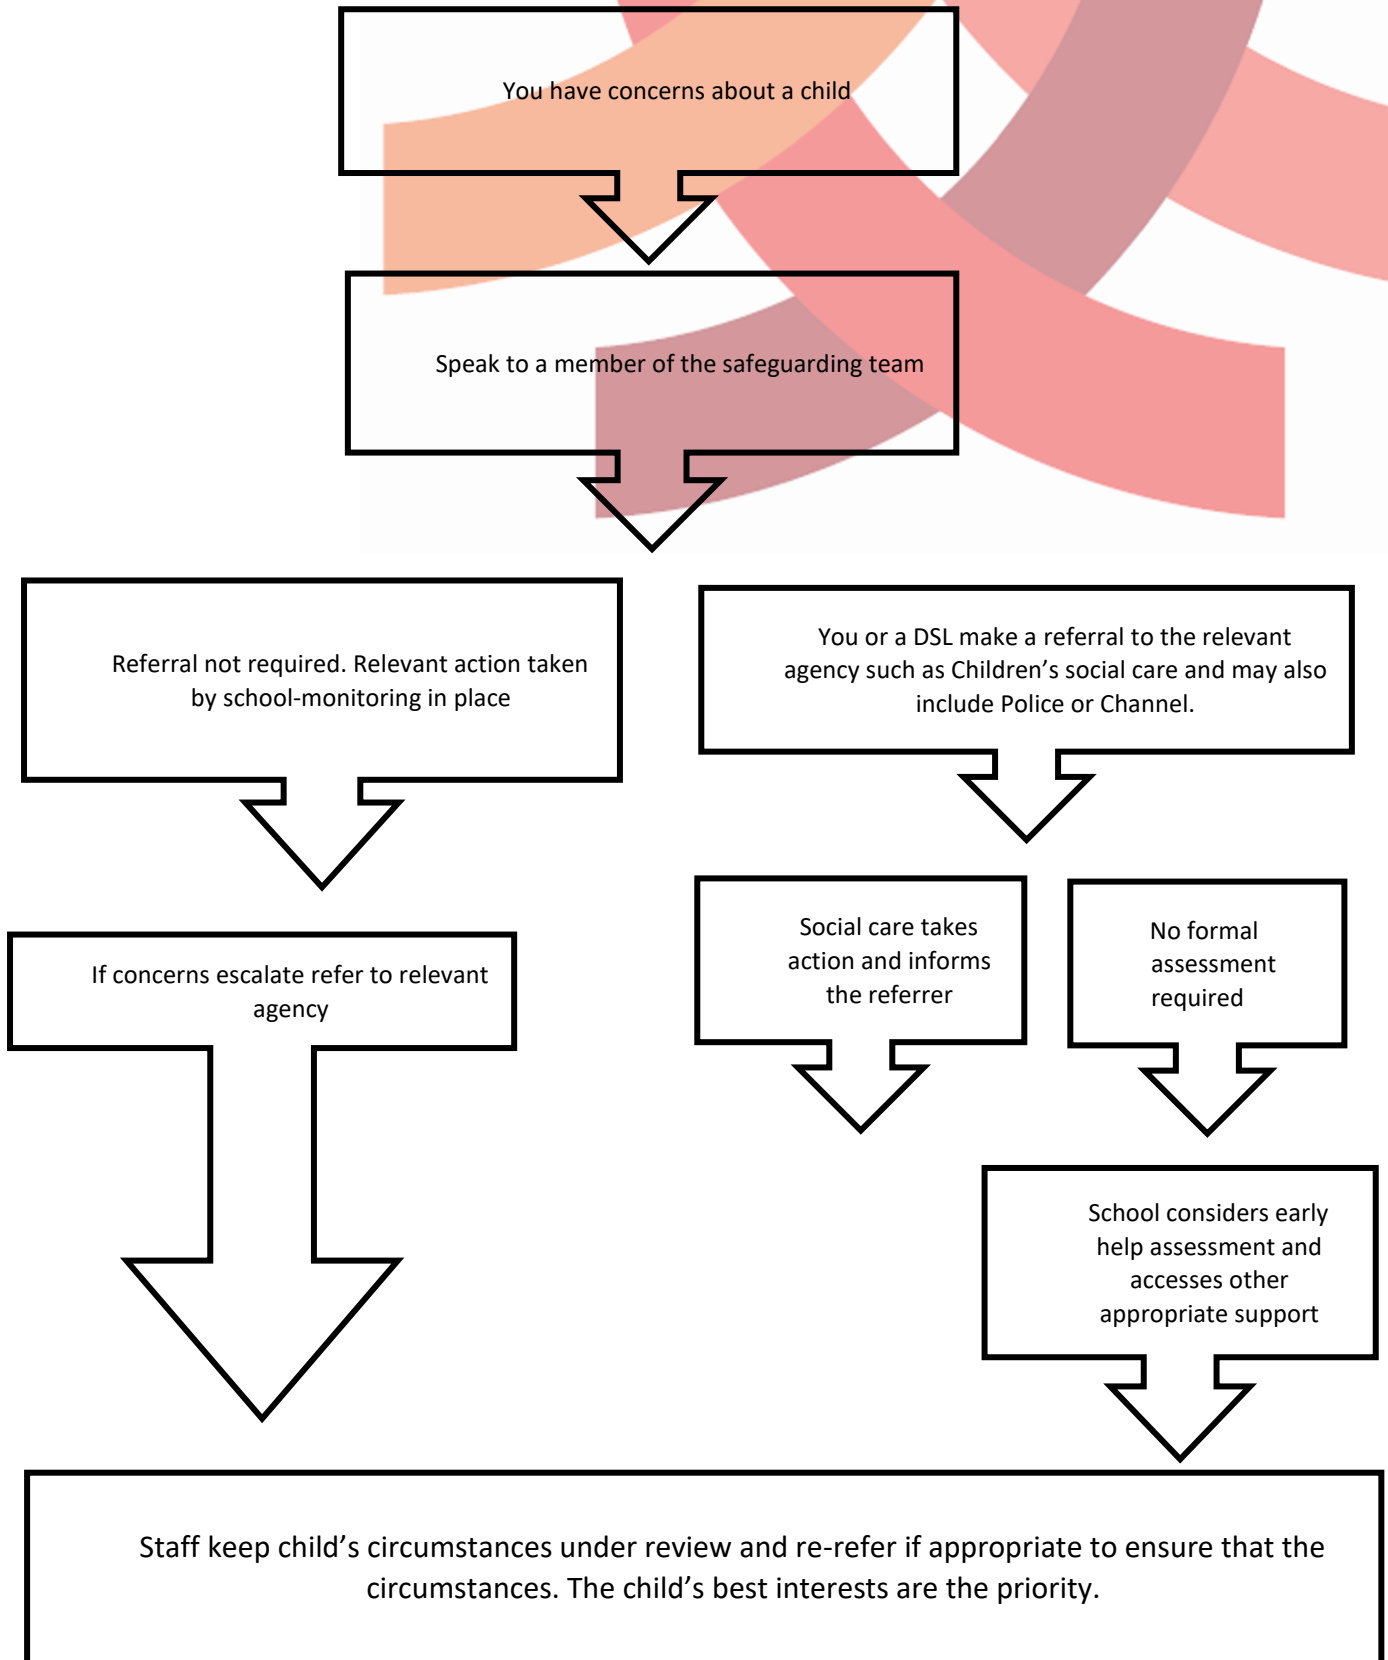 You have concerns about a child
Speak to a member of the safeguarding team
Referral not required. Relevant action taken
by school-monitoring in place
You or a DSL make a referral to the relevant
agency such as Children’s social care and may also
include Police or Channel.
If concerns escalate refer to relevant
agency
Social care takes
action and informs
the referrer
No formal
assessment
required
School considers early
help assessment and
accesses other
appropriate support
Staff keep child’s circumstances under review and re-refer if appropriate to ensure that the
circumstances. The child’s best interests are the priority.